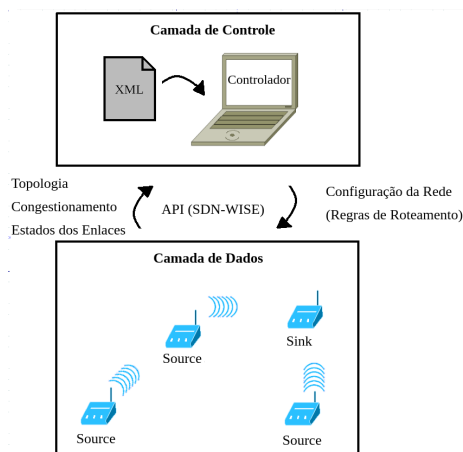 Camada de Controle
XML
Controlador
Topologia
Congestionamento
Estados dos Enlaces
API (SDN-WISE)
Configuração da Rede
(Regras de Roteamento)
Camada de Dados
Source
Sink
Source
Source